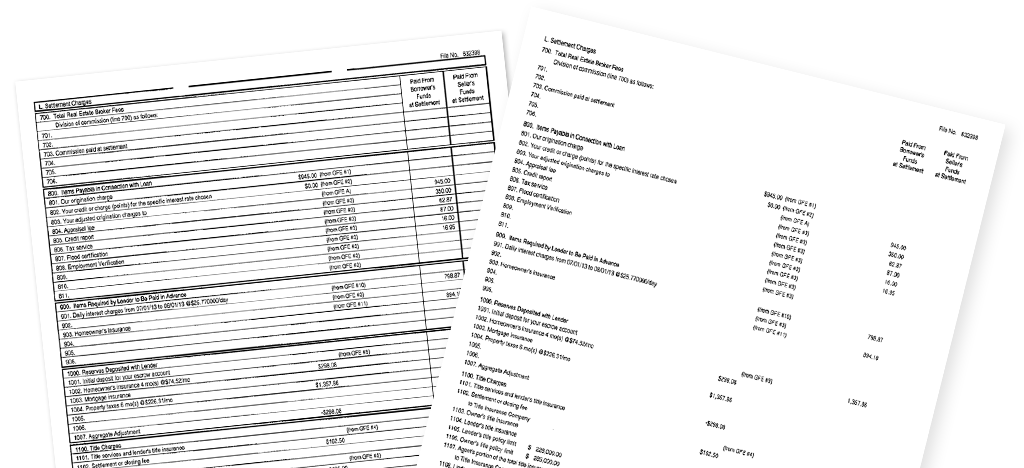 File No. 832398
L. Settlement Charges
700. Total Real Estate Broker Fees
Division of commission (line 700) as follows:
Paid From Borrower's Funds at Settlement
Paid From Seller's Funds at Settlement
701.
702.
703. Commission paid at settlement
704.
705.
706.
800. Items Payable in Connection with Loan
801. Our origination charge $945.00 (from GFE #1)
802. Your credit or charge (points) for the specific interest rate chosen $0.00 (from GFE #2)
803. Your adjusted origination charges to (from GFE A) 945.00
804. Appraisal fee (from GFE #3) 350.00
805. Credit report (from GFE #3) 62.87
806. Tax service (from GFE #3) 87.00
807. Flood certification (from GFE #3) 16.00
808. Employment Verification (from GFE #3) 16.95
809. (from GFE #3)
810. (from GFE #3)
811.
900. Items Required by Lender to Be Paid in Advance
901. Daily interest charges from 07/01/13 to 08/01/13 @$25.770000/day (from GFE #10) 798.87
902. (from GFE #3)
903. Homeowner's insurance (from GFE #11) 894.1
904.
905.
906.
1000. Reserves Deposited with Lender
1001. Initial deposit for your escrow account (from GFE #9)
1002. Homeowner's insurance 4 mo(s) @$74.52/mo $298.08
1003. Mortgage insurance
1004. Property taxes 6 mo(s) @$226.31/mo $1,357.86
1005.
1006.
1007. Aggregate Adjustment -$298.08
1100. Title Charges
1101. Title services and lender's title insurance (from GFE #4)
1102. Settlement or closing fee $102.50
(from GFE #5)
File No. 832398
L. Settlement Charges
700. Total Real Estate Broker Fees
Division of commission (line 700) as follows:
Paid From Borrower's Funds at Settlement
Paid From Seller's Funds at Settlement
701.
702.
703. Commission paid at settlement
704.
705.
706.
800. Items Payable in Connection with Loan
801. Our origination charge $945.00 (from GFE #1)
802. Your credit or charge (points) for the specific interest rate chosen $0.00 (from GFE #2)
803. Your adjusted origination charges to (from GFE A) 945.00
804. Appraisal fee (from GFE #3) 350.00
805. Credit report (from GFE #3) 62.87
806. Tax service (from GFE #3) 87.00
807. Flood certification (from GFE #3) 16.00
808. Employment Verification (from GFE #3) 16.95
809. (from GFE #3)
810. (from GFE #3)
811.
900. Items Required by Lender to Be Paid in Advance
901. Daily interest charges from 07/01/13 to 08/01/13 @$25.770000/day (from GFE #10) 798.87
902. (from GFE #3)
903. Homeowner's insurance (from GFE #11) 894.18
904.
905.
906.
1000. Reserves Deposited with Lender
1001. Initial deposit for your escrow account (from GFE #9) 1,357.86
1002. Homeowner's insurance 4 mo(s) @$74.52/mo $298.08
1003. Mortgage insurance
1004. Property taxes 6 mo(s) @$226.31/mo $1,357.86
1005.
1006.
1007. Aggregate Adjustment -$298.08
1100. Title Charges
1101. Title services and lender's title insurance (from GFE #4)
1102. Settlement or closing fee $102.50
to Title Insurance Company
1103. Owner's title insurance
1104. Lender's title insurance
1105. Lender's title policy limit $ 228,000.00
1106. Owner's title policy limit $ 285,000.00
1107. Agent's portion of the total title
to Title Insurance
1108.